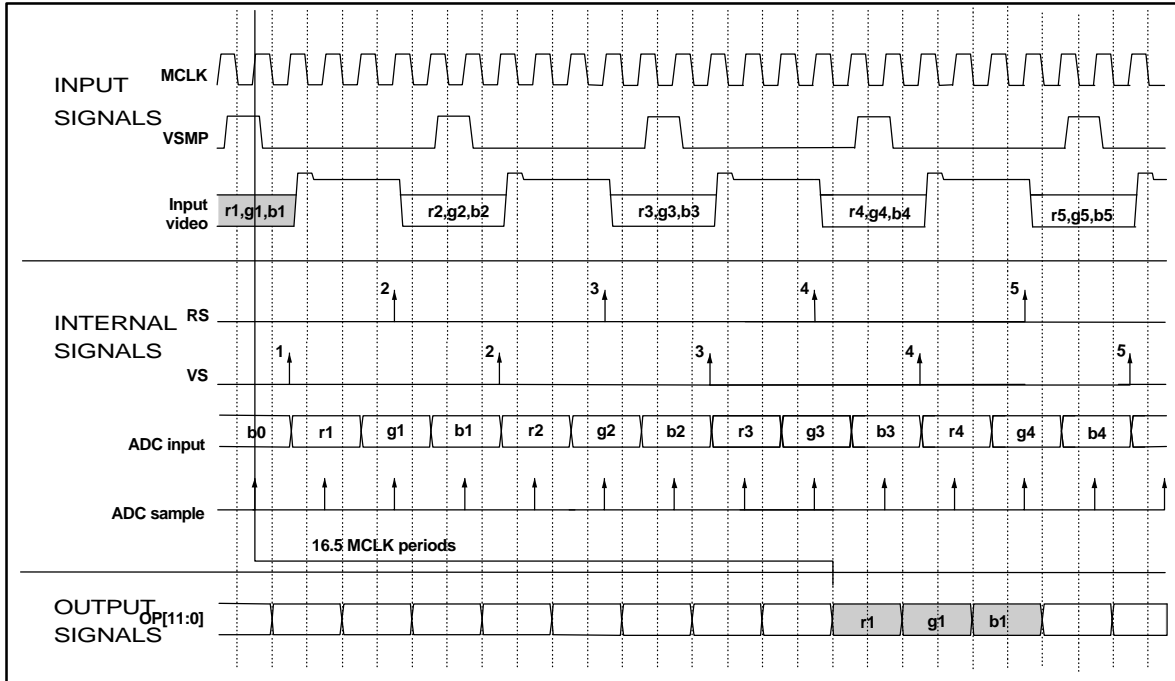 INPUT
SIGNALS
MCLK
VSMP
Input
video
r1,g1,b1 r2,g2,b2 r3,g3,b3 r4,g4,b4 r5,g5,b5
INTERNAL
SIGNALS
RS
2 3 4 5
VS
1 2 3 4 5
ADC input
b0 r1 g1 b1 r2 g2 b2 r3 g3 b3 r4 g4 b4
ADC sample
16.5 MCLK periods
OUTPUT
SIGNALS
OP[11:0]
r1 g1 b1